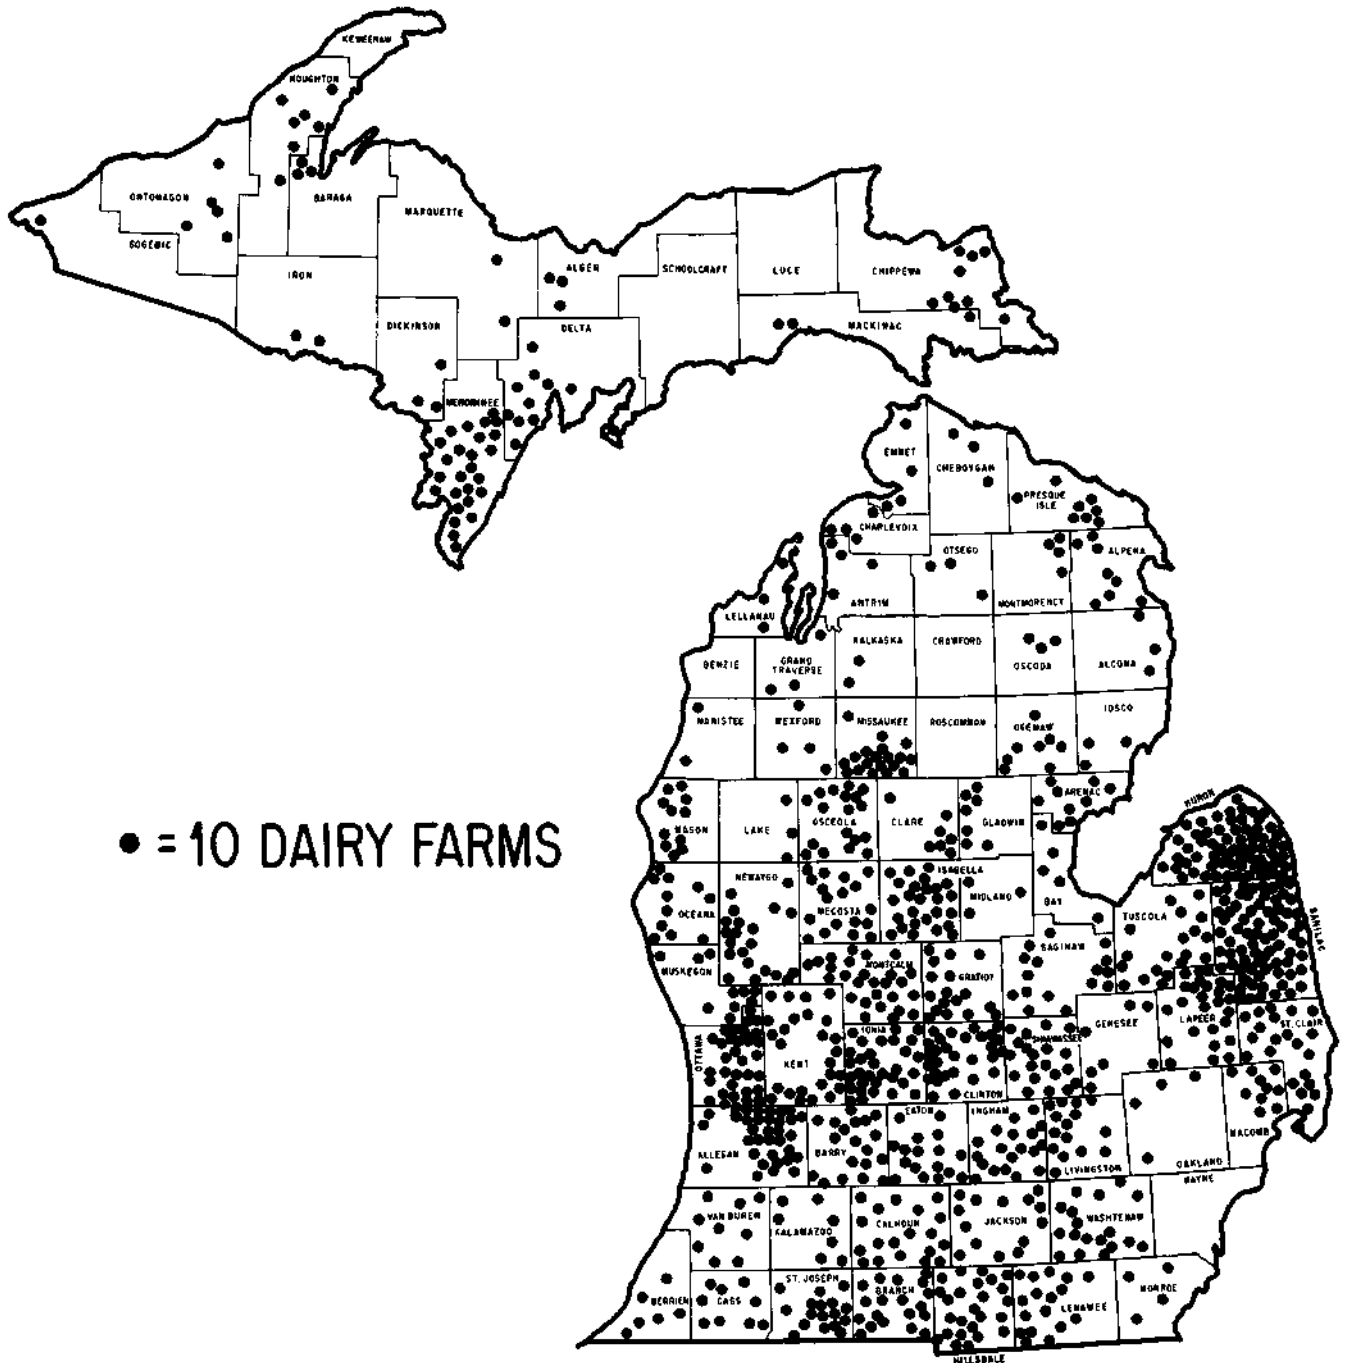 KEWEENAW
HOUGHTON
ONTONAGON
BARAGA
MARQUETTE
GOGEBIC
IRON
ALGER
SCHOOLCRAFT
LUCE
CHIPPEWA
DICKINSON
DELTA
MACKINAC
MENOMINEE
EMMET
CHEBOYGAN
PRESQUE
ISLE
CHARLEVOIX
OTSEGO
ALPENA
ANTRIM
MONTMORENCY
LELLANAU
KALKASKA
CRAWFORD
BENZIE
GRAND
TRAVERSE
OSCODA
ALCONA
MANISTEE
WEXFORD
MISSAUKEE
ROSCOMMON
OGEMAW
IOSCO
ARENAC
HURON
MASON
LAKE
OSCEOLA
CLARE
GLADWIN
• = 10 DAIRY FARMS
NEWAYGO
ISABELLA
OCEANA
MECOSTA
MIDLAND
BAY
TUSCOLA
SANILAC
MUSKEGON
MONTCALM
GRATIOT
SAGINAW
OTTAWA
KENT
IONIA
CLINTON
SHIAWASSEE
GENESEE
LAPEER
ST. CLAIR
ALLEGAN
BARRY
EATON
INGHAM
LIVINGSTON
OAKLAND
MACOMB
WAYNE
VAN BUREN
KALAMAZOO
CALHOUN
JACKSON
WASHTENAW
BERRIEN
CASS
ST. JOSEPH
BRANCH
HILLSDALE
LENAWEE
MONROE